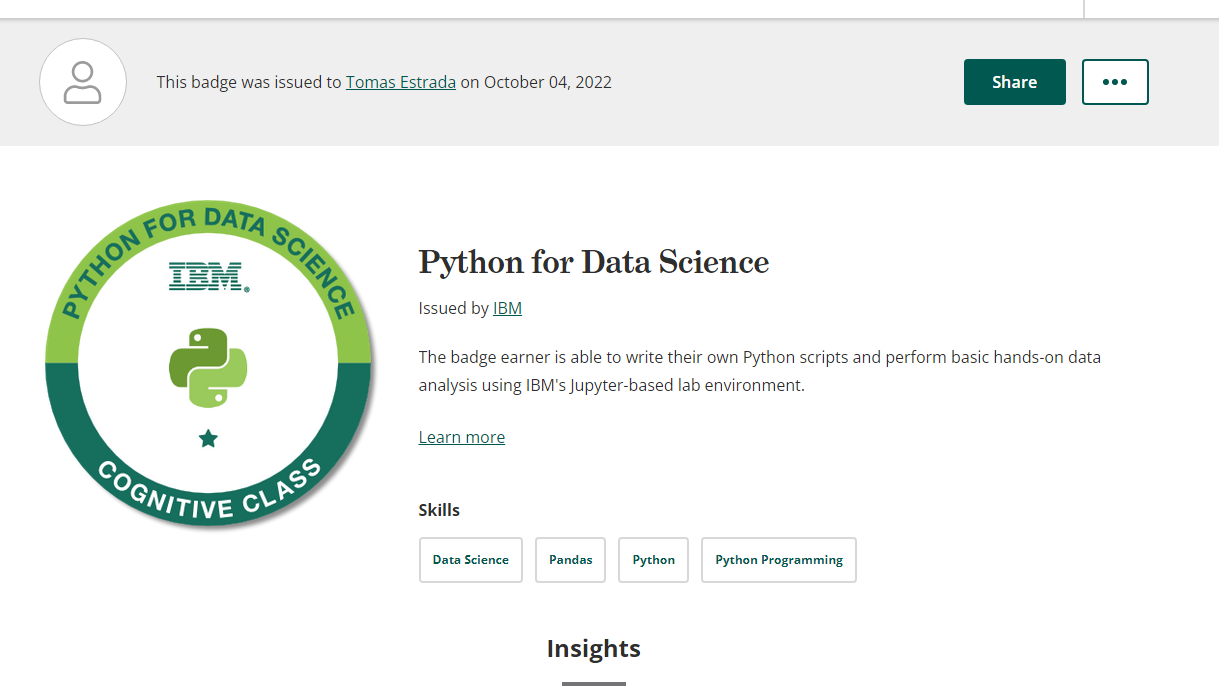 This badge was issued to Tomas Estrada on October 04, 2022
Share
PYTHON FOR DATA SCIENCE
IBM®
COGNITIVE CLASS
Python for Data Science
Issued by IBM
The badge earner is able to write their own Python scripts and perform basic hands-on data
analysis using IBM's Jupyter-based lab environment.
Learn more
Skills
Data Science
Pandas
Python
Python Programming
Insights